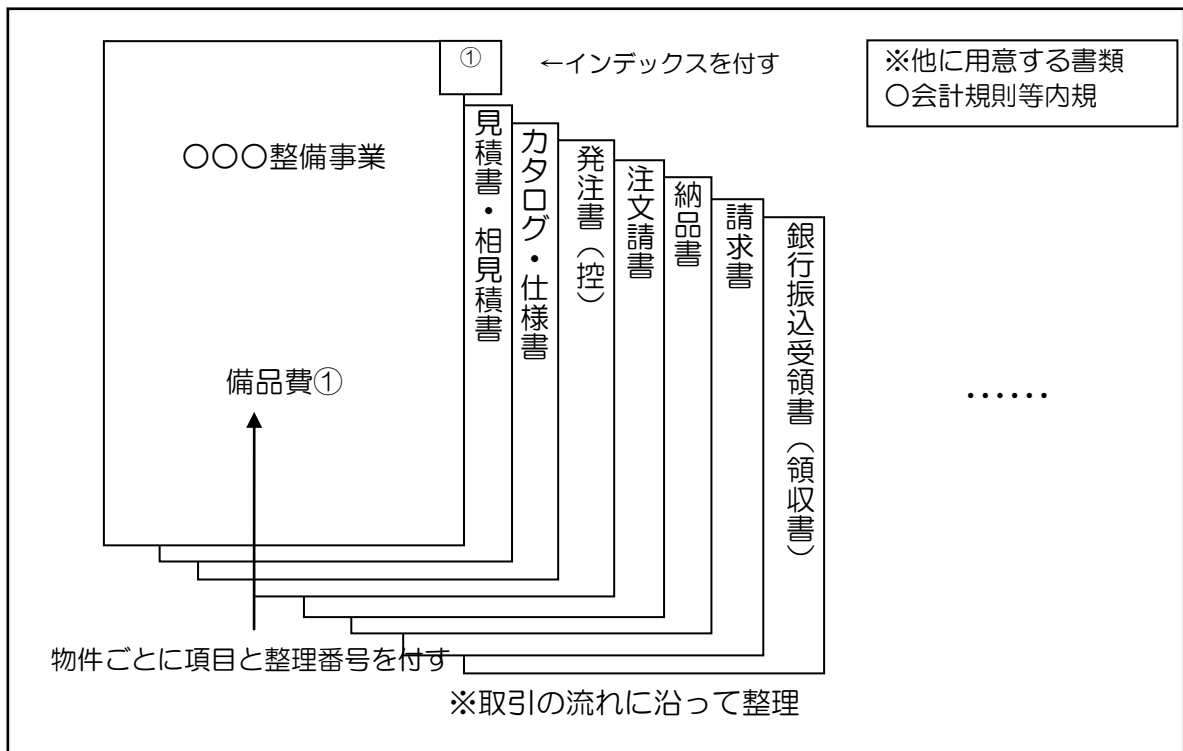 ①
←インデックスを付す
※他に用意する書類
〇会計規則等内規
〇〇〇整備事業
備品費①
見積書・相見積書
カタログ・仕様書
発注書（控）
注文請書
納品書
請求書
銀行振込受領書（領収書）
……
物件ごとに項目と整理番号を付す
※取引の流れに沿って整理